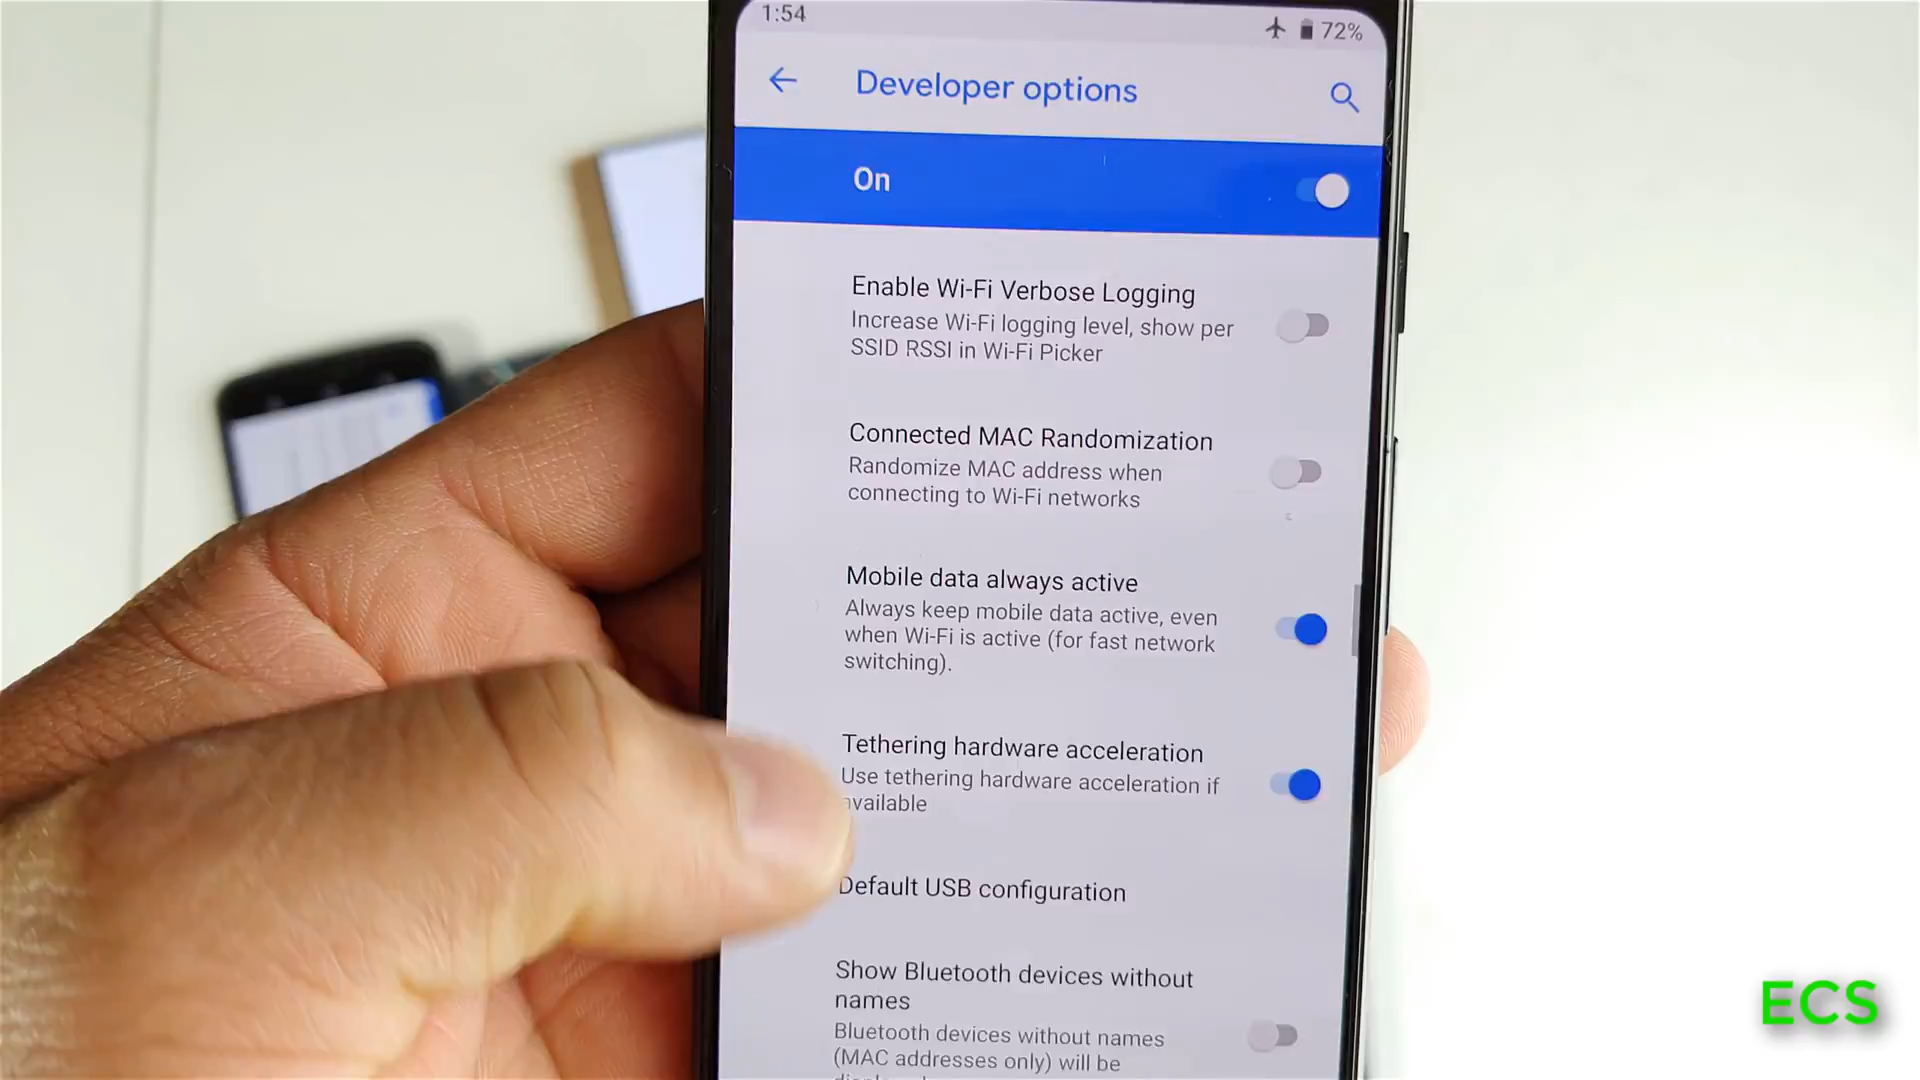 1:54
72%
Developer options
On
Enable Wi-Fi Verbose Logging
Increase Wi-Fi logging level, show per
SSID RSSI in Wi-Fi Picker
Connected MAC Randomization
Randomize MAC address when
connecting to Wi-Fi networks
Mobile data always active
Always keep mobile data active, even
when Wi-Fi is active (for fast network
switching).
Tethering hardware acceleration
Use tethering hardware acceleration if
available
Default USB configuration
Show Bluetooth devices without
names
Bluetooth devices without names
(MAC addresses only) will be
ECS